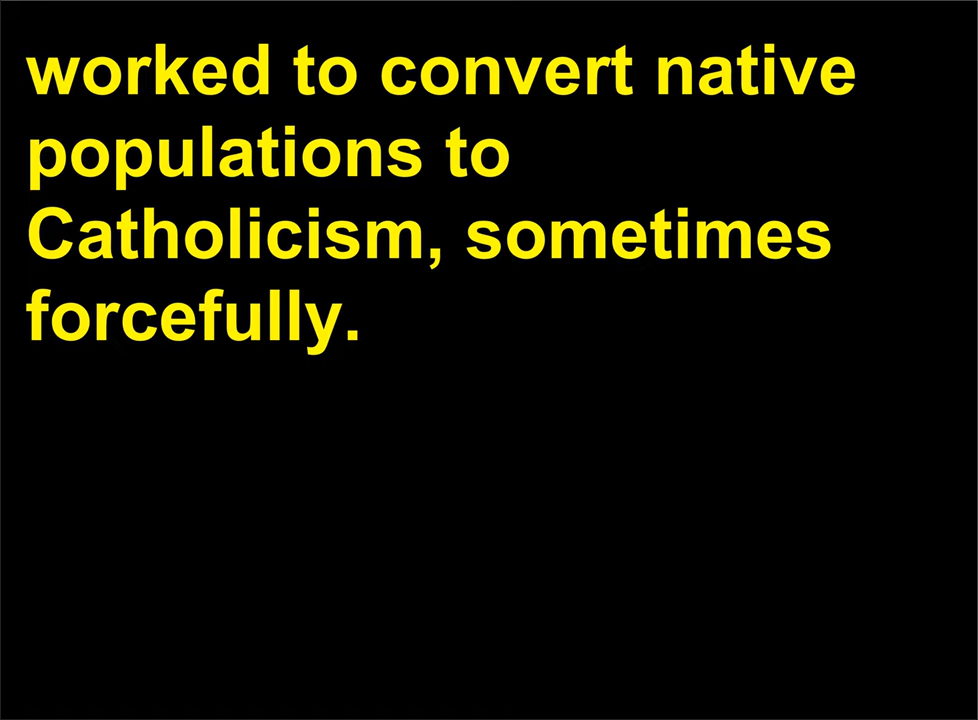 worked to convert native
populations to
Catholicism, sometimes
forcefully.